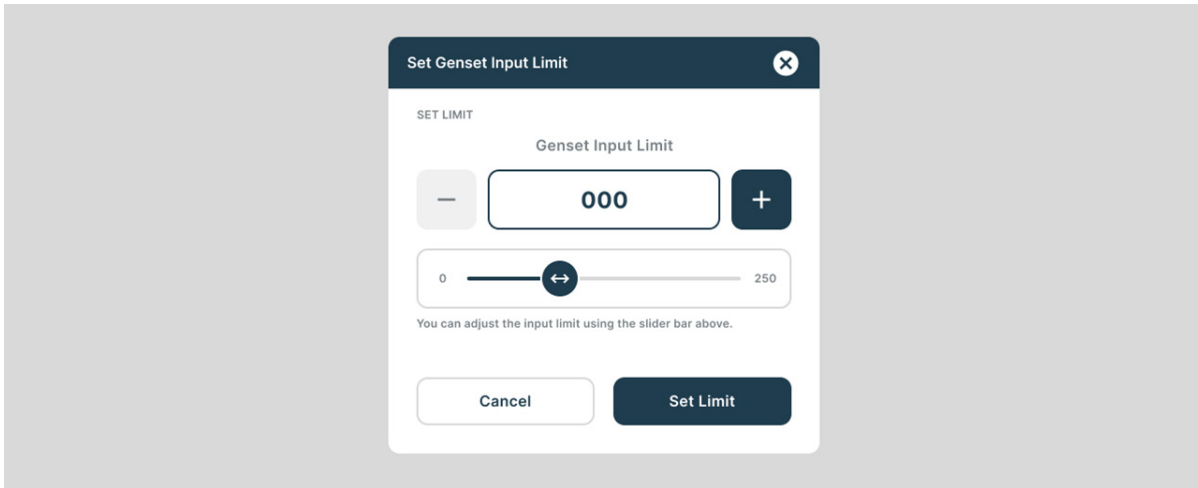 Set Genset Input Limit
SET LIMIT
Genset Input Limit
000
0
250
You can adjust the input limit using the slider bar above.
Cancel
Set Limit